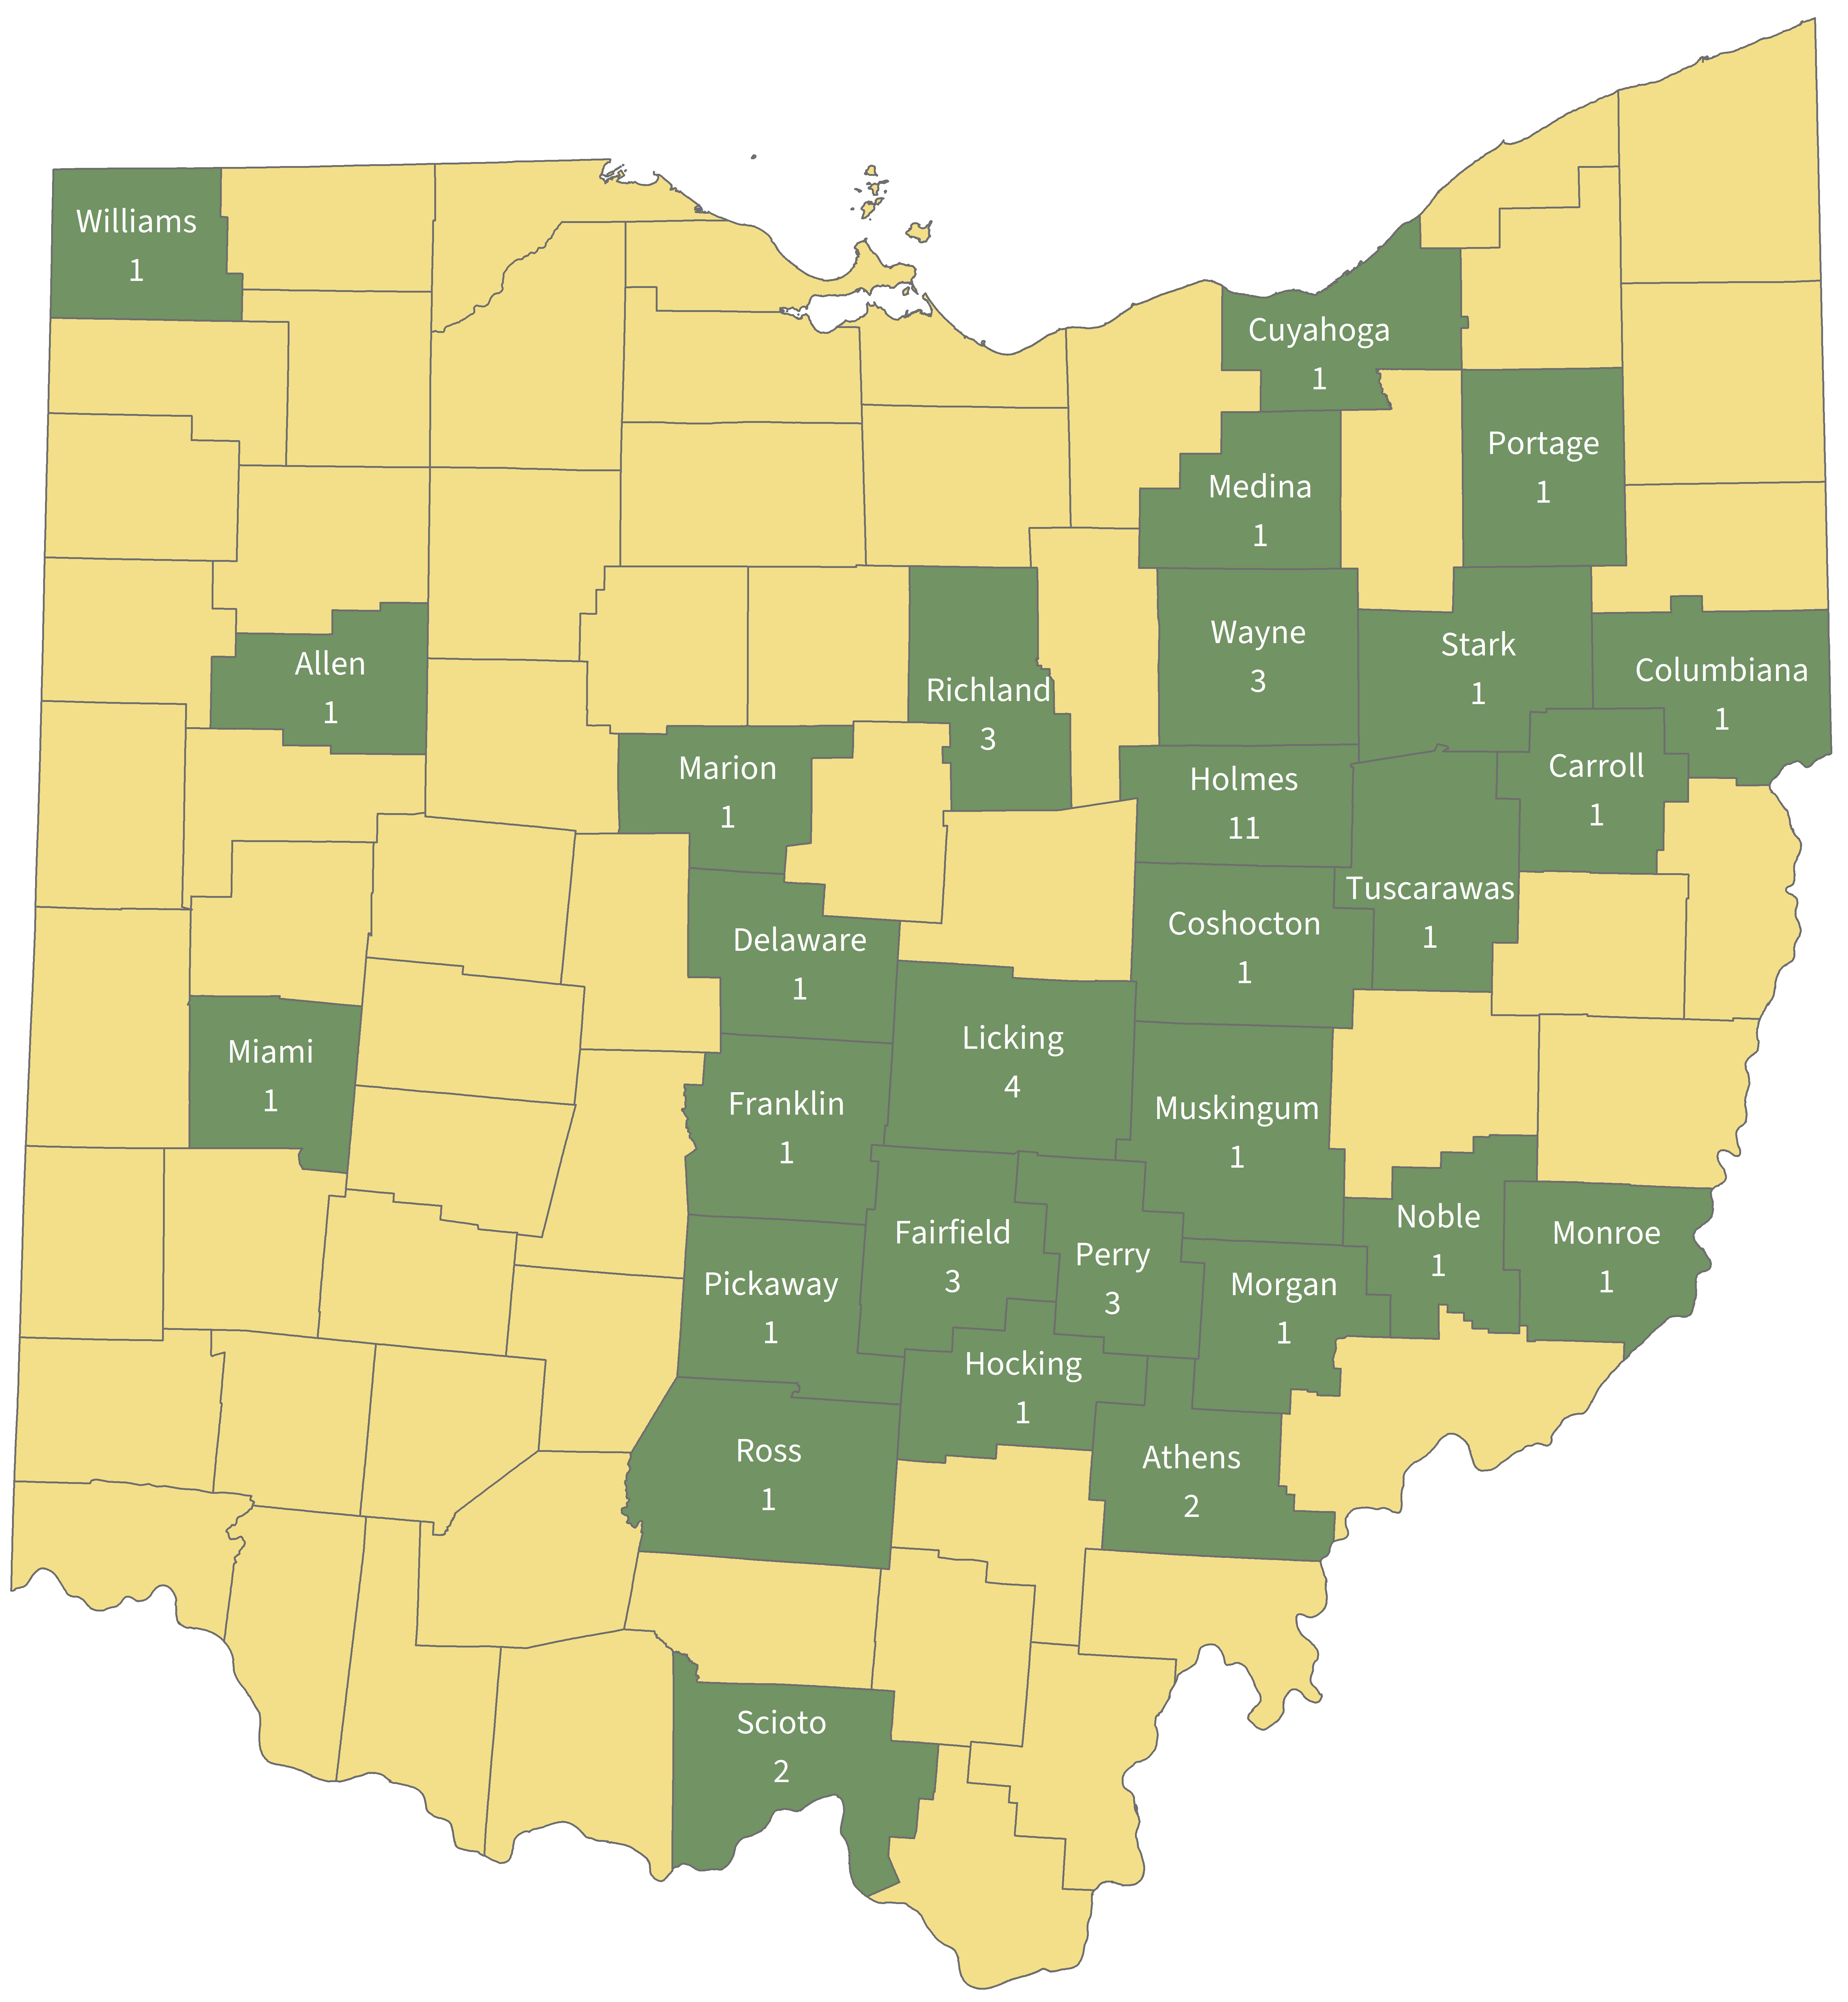 Williams
1
Cuyahoga
1
Portage
1
Medina
1
Wayne
3
Stark
1
Columbiana
1
Allen
1
Richland
3
Marion
1
Holmes
11
Carroll
1
Tuscarawas
1
Coshocton
1
Delaware
1
Licking
4
Miami
1
Franklin
1
Muskingum
1
Fairfield
3
Perry
3
Noble
1
Monroe
1
Pickaway
1
Morgan
1
Hocking
1
Ross
1
Athens
2
Scioto
2